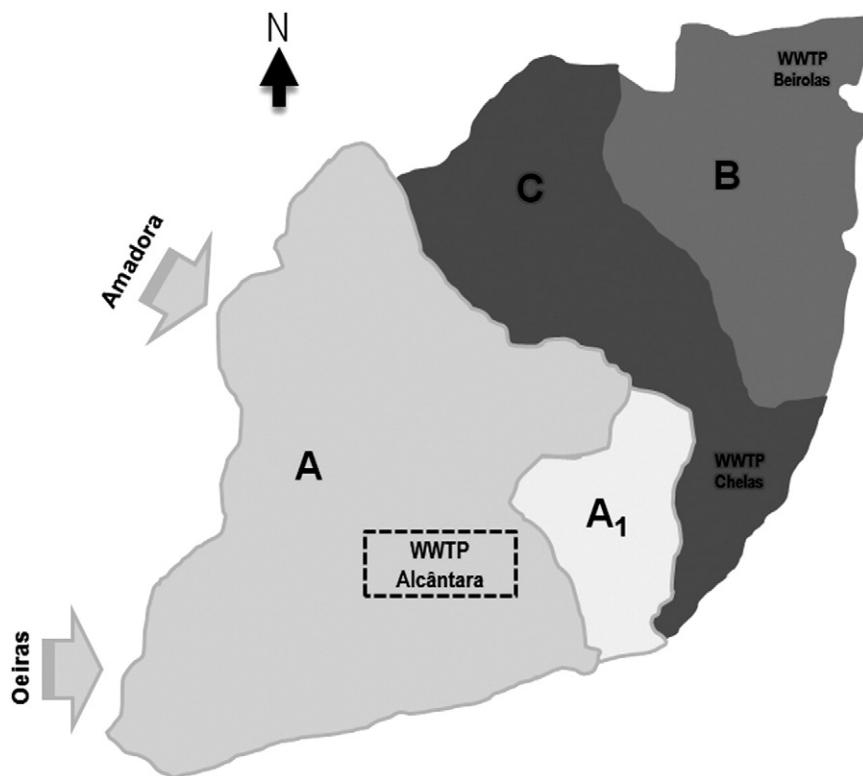 N
WWTP
Beirolas
C
B
Amadora
A
WWTP
Chelas
A₁
WWTP
Alcântara
Oeiras